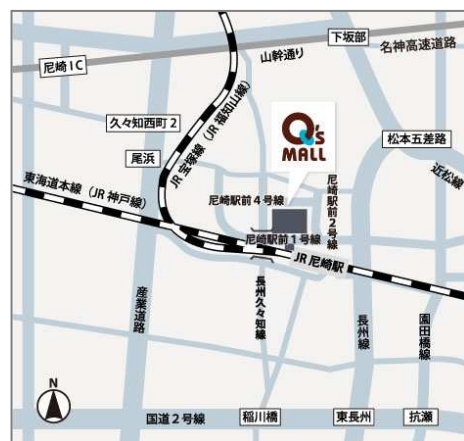 下坂部
山幹通り
名神高速道路
尼崎IC
Q's
MALL
久々知西町2
尾浜
JR宝塚線（JR福知山線）
松本五差路
近松線
東海道本線（JR神戸線）
尼崎駅前4号線
尼崎駅前2号線
尼崎駅前1号線
JR尼崎駅
産業道路
長州久々知線
長州線
園田橋線
N
国道2号線
稲川橋
東長州
抗瀬